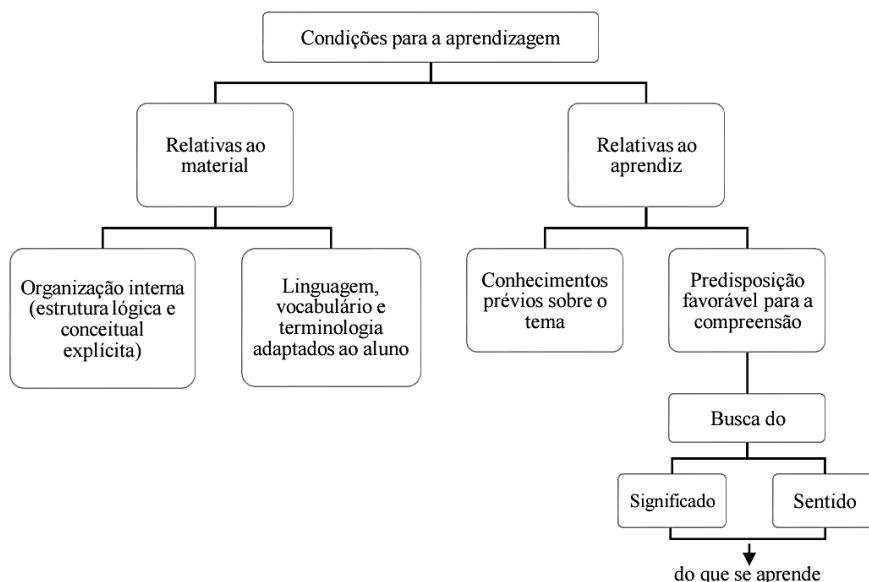 Condições para a aprendizagem
Relativas ao
material
Relativas ao
aprendiz
Organização interna
(estrutura lógica e
conceitual
explícita)
Linguagem,
vocabulário e
terminologia
adaptados ao aluno
Conhecimentos
prévios sobre o
tema
Predisposição
favorável para a
compreensão
Busca do
Significado
Sentido
do que se aprende